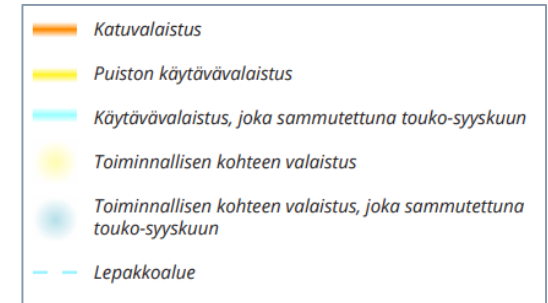 Katuvalaistus
Puiston käytävävalaistus
Käytävävalaistus, joka sammutettuna touko-syyskuun
Toiminnallisen kohteen valaistus
Toiminnallisen kohteen valaistus, joka sammutettuna
touko-syyskuun
Lepakkoalue